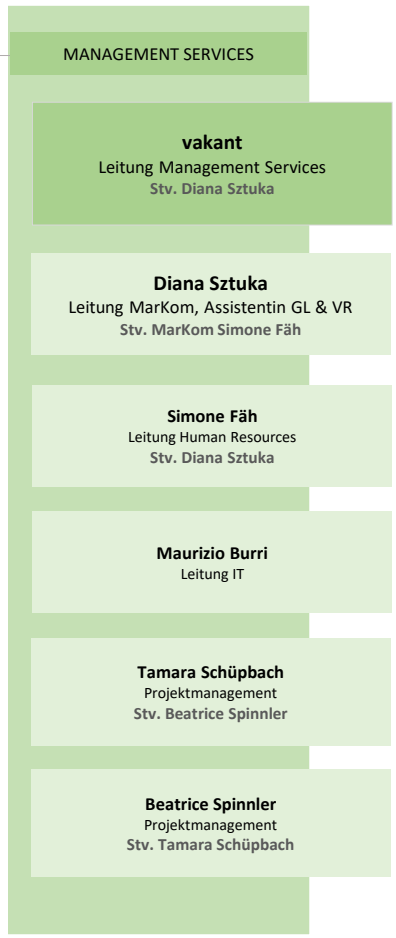 MANAGEMENT SERVICES
vakant
Leitung Management Services
Stv. Diana Sztuka
Diana Sztuka
Leitung MarKom, Assistentin GL & VR
Stv. MarKom Simone Fäh
Simone Fäh
Leitung Human Resources
Stv. Diana Sztuka
Maurizio Burri
Leitung IT
Tamara Schüpbach
Projektmanagement
Stv. Beatrice Spinnler
Beatrice Spinnler
Projektmanagement
Stv. Tamara Schüpbach